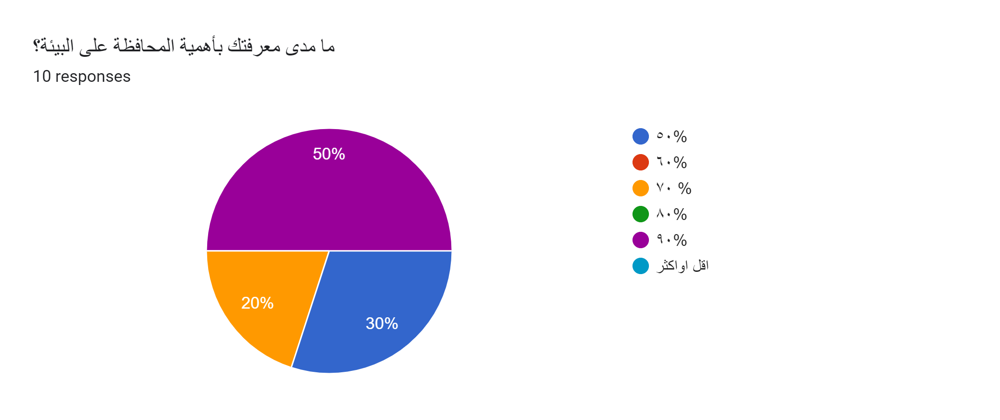 ما مدى معرفتك بأهمية المحافظة على البيئة؟
10 responses
50%
20%
30%
٥٠%
٦٠%
٧٠ %
٨٠%
٩٠%
اقل اواكثر